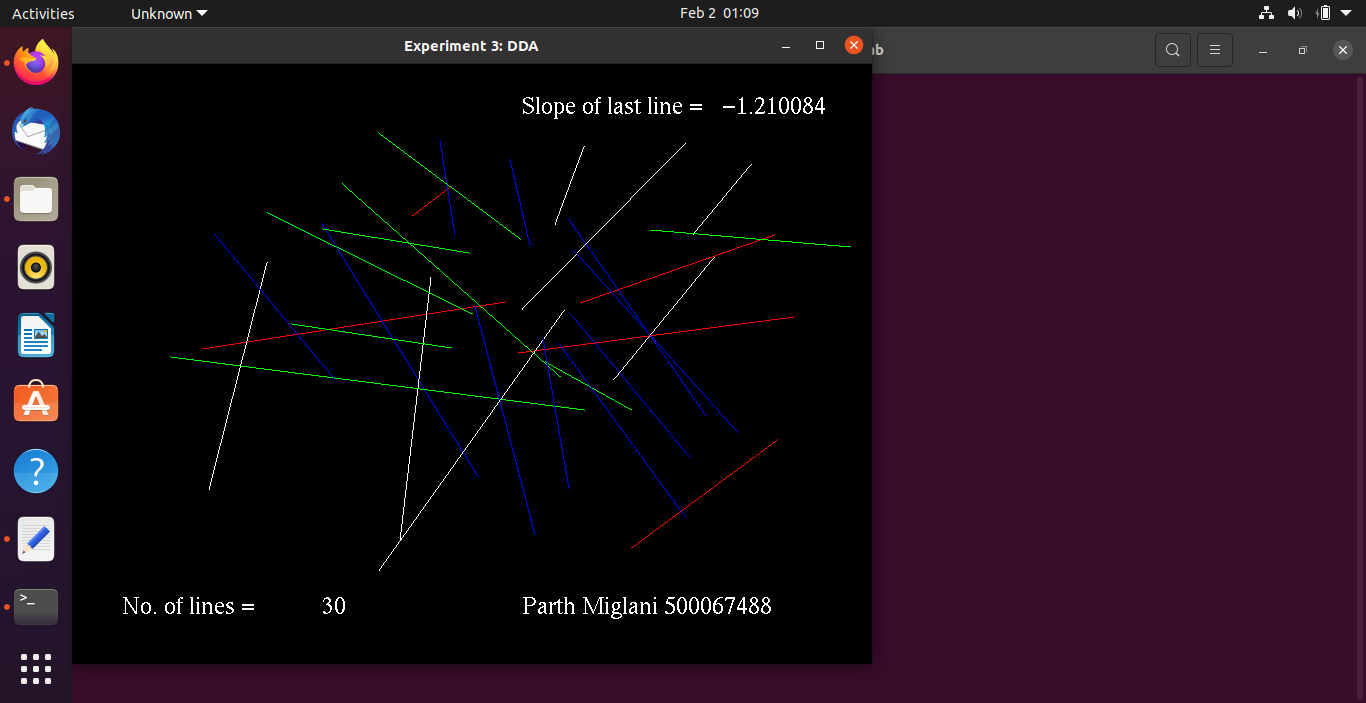 Activities
Unknown
Feb 2 01:09
Experiment 3: DDA
ab
Slope of last line = −1.210084
No. of lines = 30
Parth Miglani 500067488